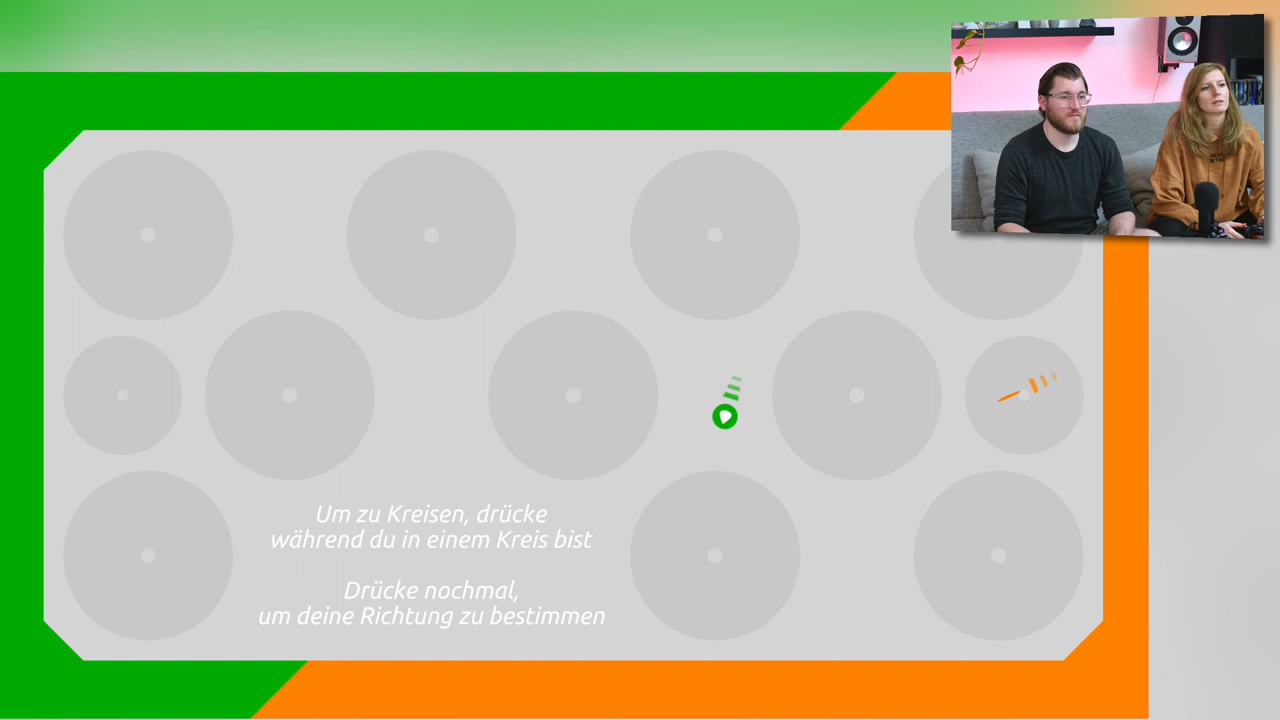 Um zu Kreisen, drücke
während du in einem Kreis bist
Drücke nochmal,
um deine Richtung zu bestimmen